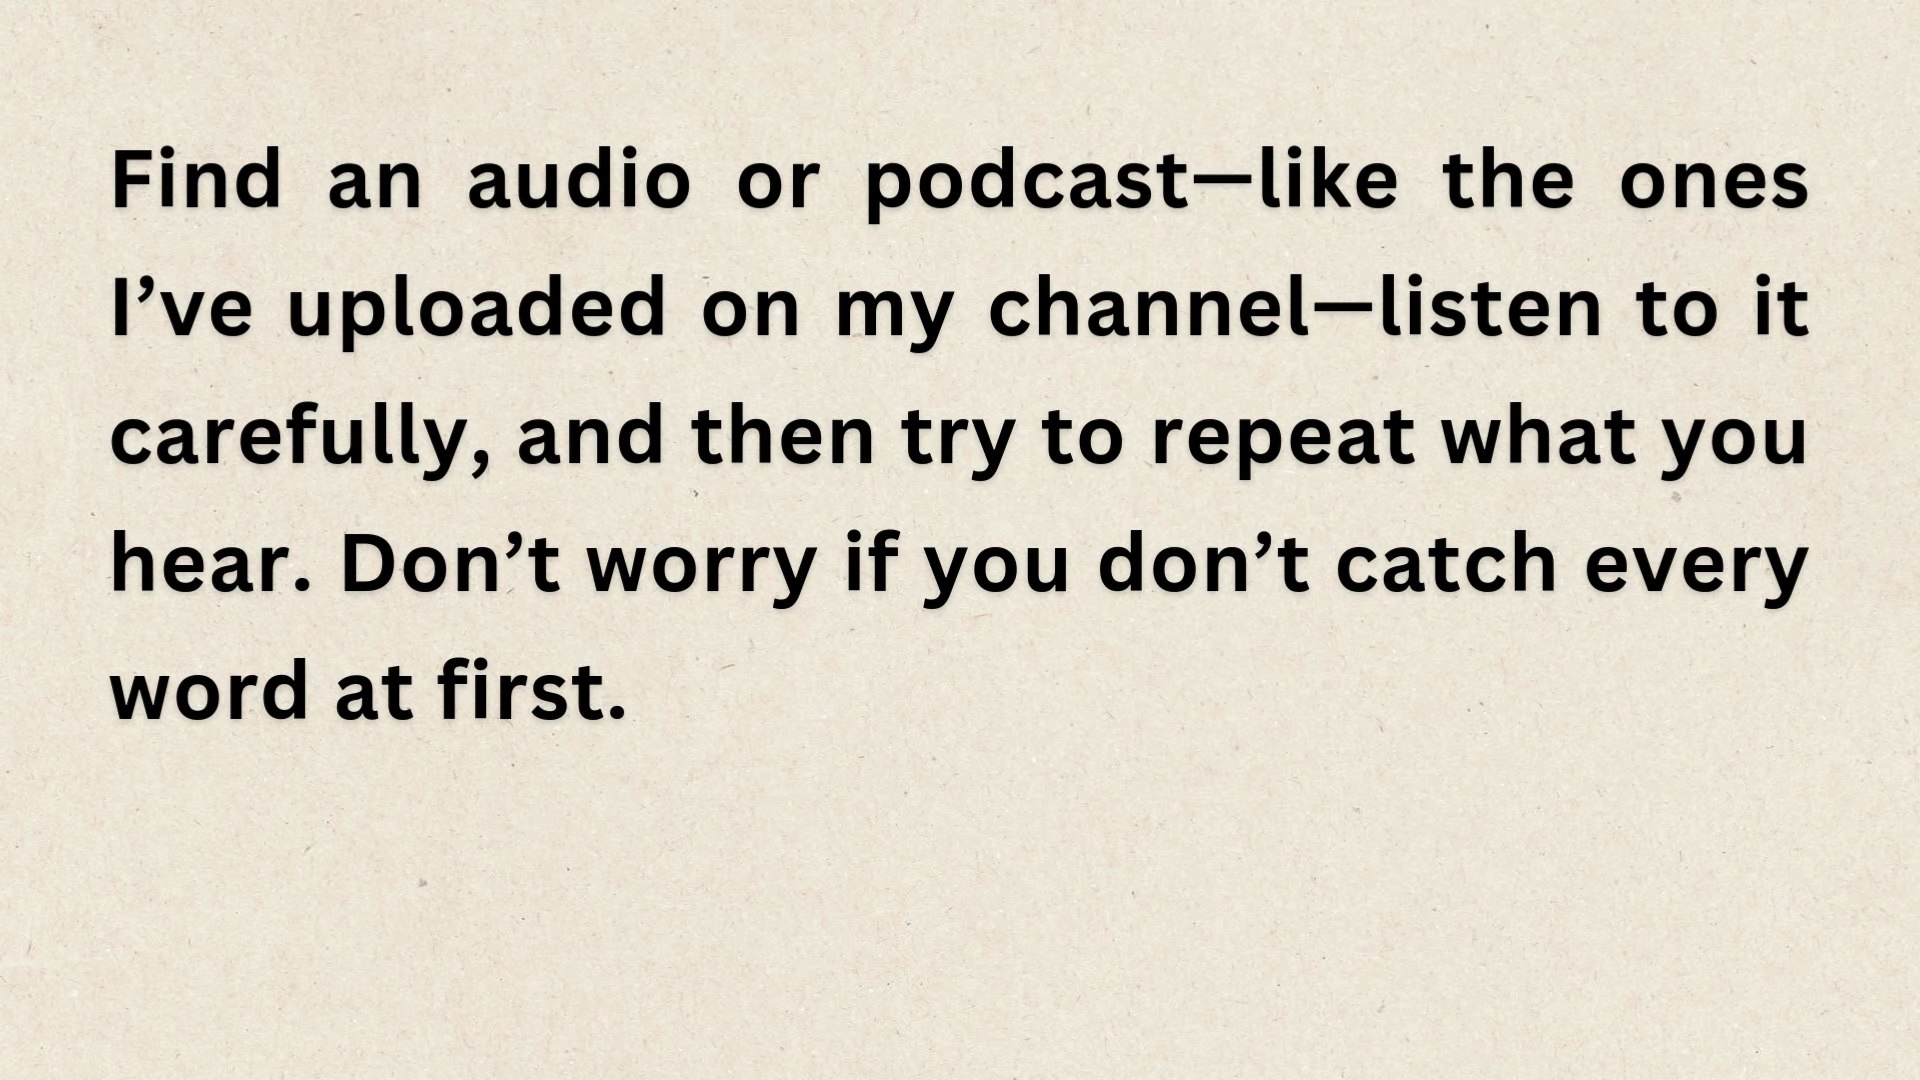 Find an audio or podcast—like the ones
I’ve uploaded on my channel—listen to it
carefully, and then try to repeat what you
hear. Don’t worry if you don’t catch every
word at first.